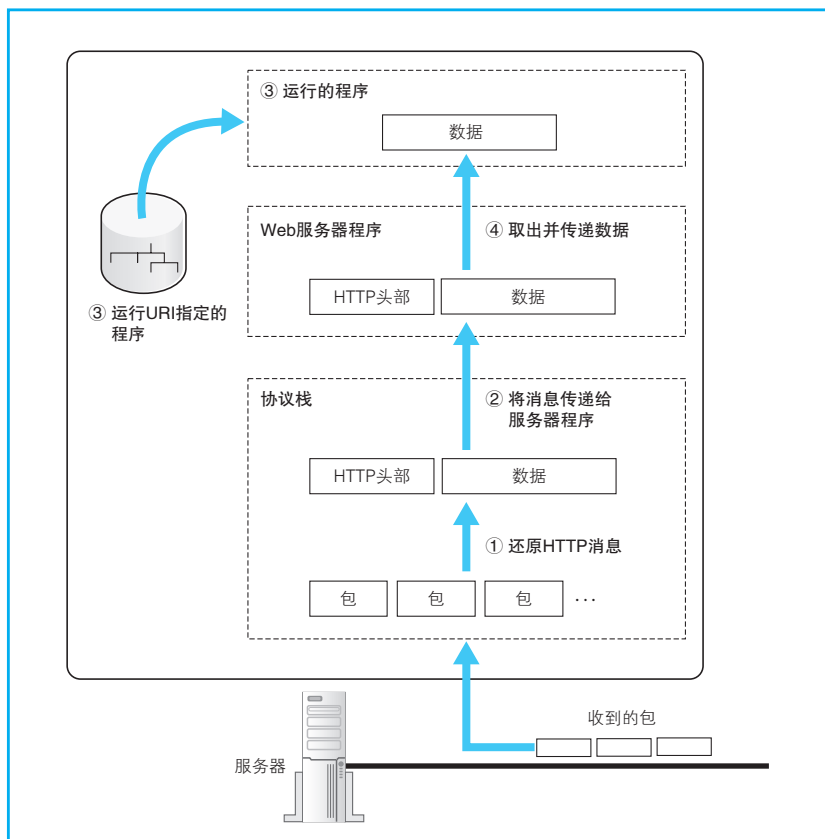 ③ 运行的程序
数据
Web服务器程序
④ 取出并传递数据
HTTP头部
数据
③ 运行URI指定的
程序
协议栈
② 将消息传递给
服务器程序
HTTP头部
数据
① 还原HTTP消息
包
包
包
···
收到的包
服务器